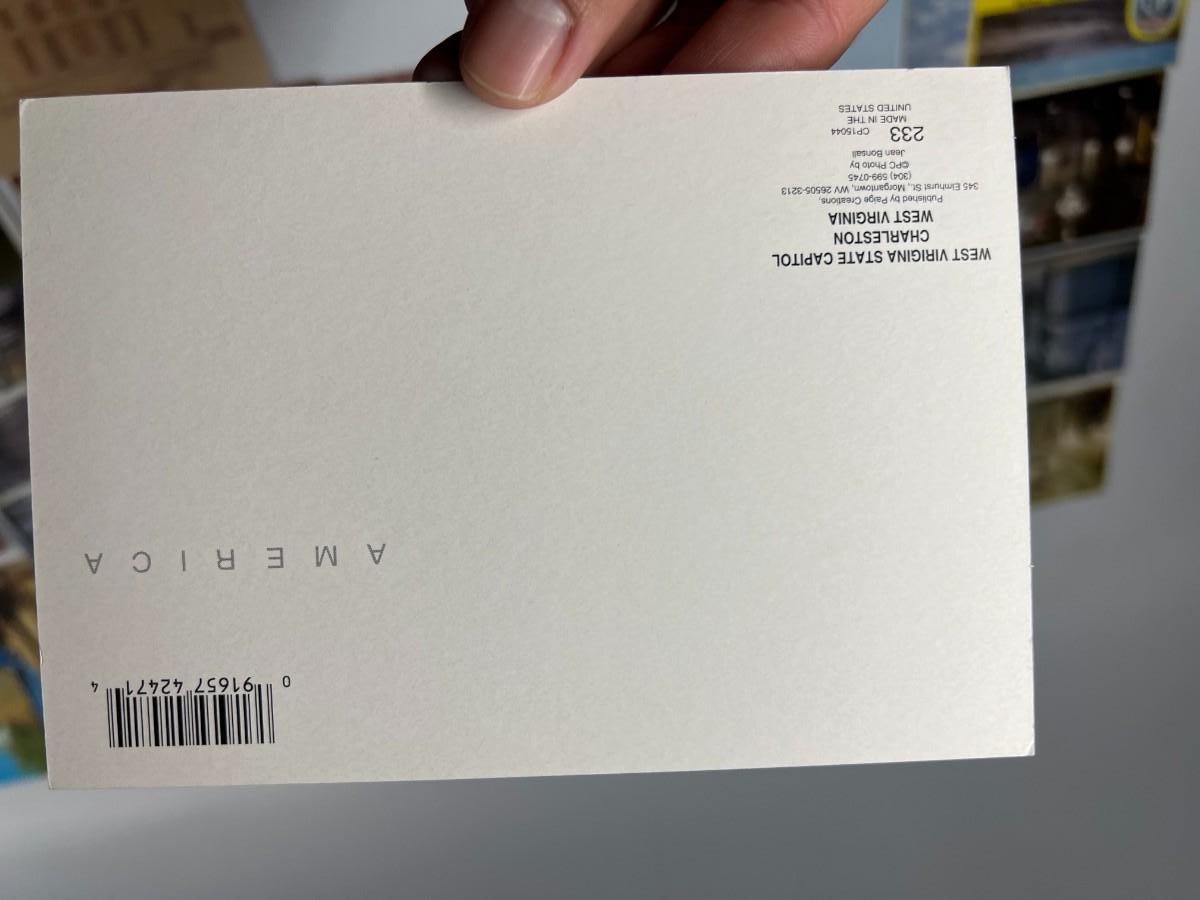 WEST VIRIGINA STATE CAPITOL
CHARLESTON
WEST VIRGINIA
Published by Paige Creations,
345 Elmhurst St., Morgantown, WV 26505-3213
(304) 599-0745
©PC Photo by
Jean Bonsall
233 CP15044
MADE IN THE
UNITED STATES
AMERICA
0 91657 42471 4